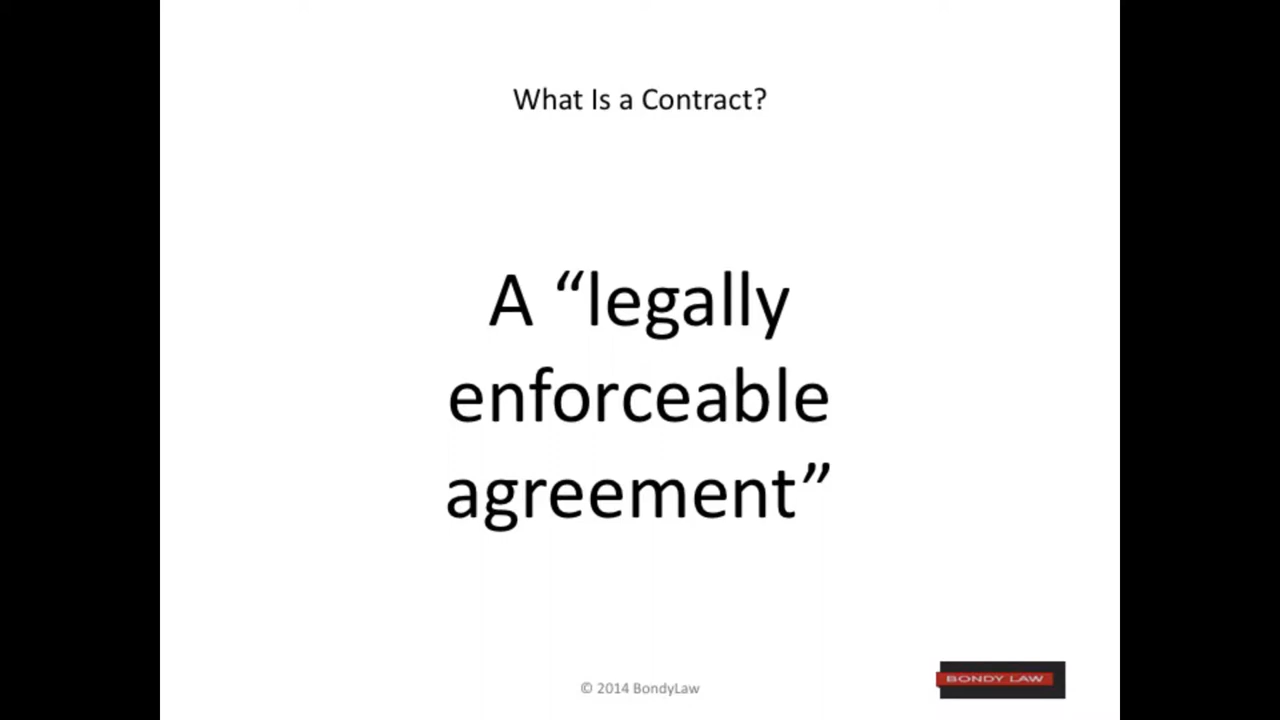 What Is a Contract?
A “legally
enforceable
agreement”
© 2014 BondyLaw
BONDY LAW